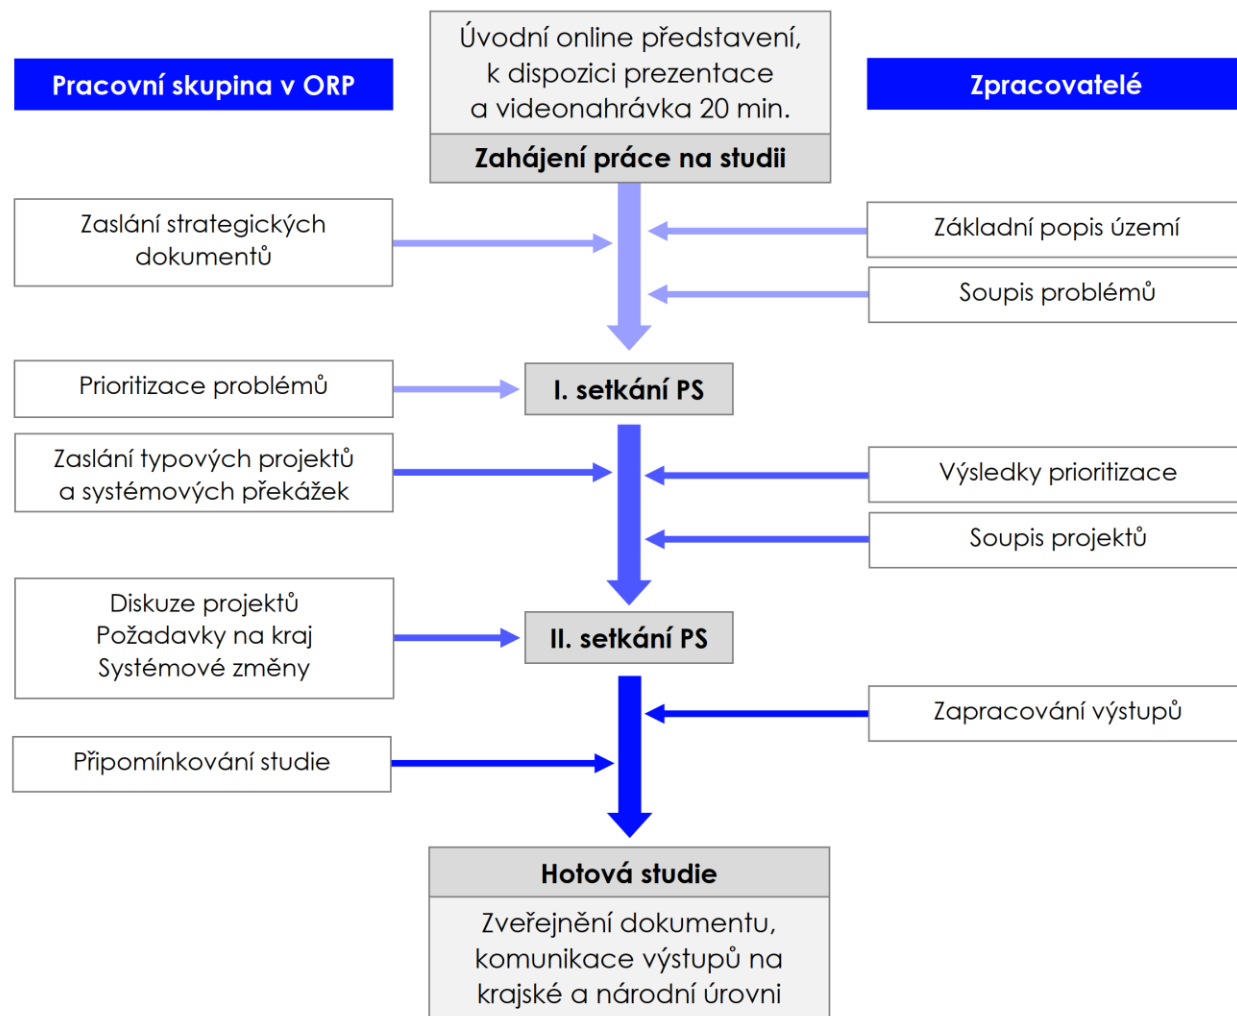 Úvodní online představení,
k dispozici prezentace
a videonahrávka 20 min.
Pracovní skupina v ORP
Zpracovatelé
Zahájení práce na studii
Zaslání strategických
dokumentů
Základní popis území
Soupis problémů
Prioritizace problémů
I. setkání PS
Zaslání typových projektů
a systémových překážek
Výsledky prioritizace
Soupis projektů
Diskuze projektů
Požadavky na kraj
Systémové změny
II. setkání PS
Zapracování výstupů
Připomínkování studie
Hotová studie
Zveřejnění dokumentu,
komunikace výstupů na
krajské a národní úrovni